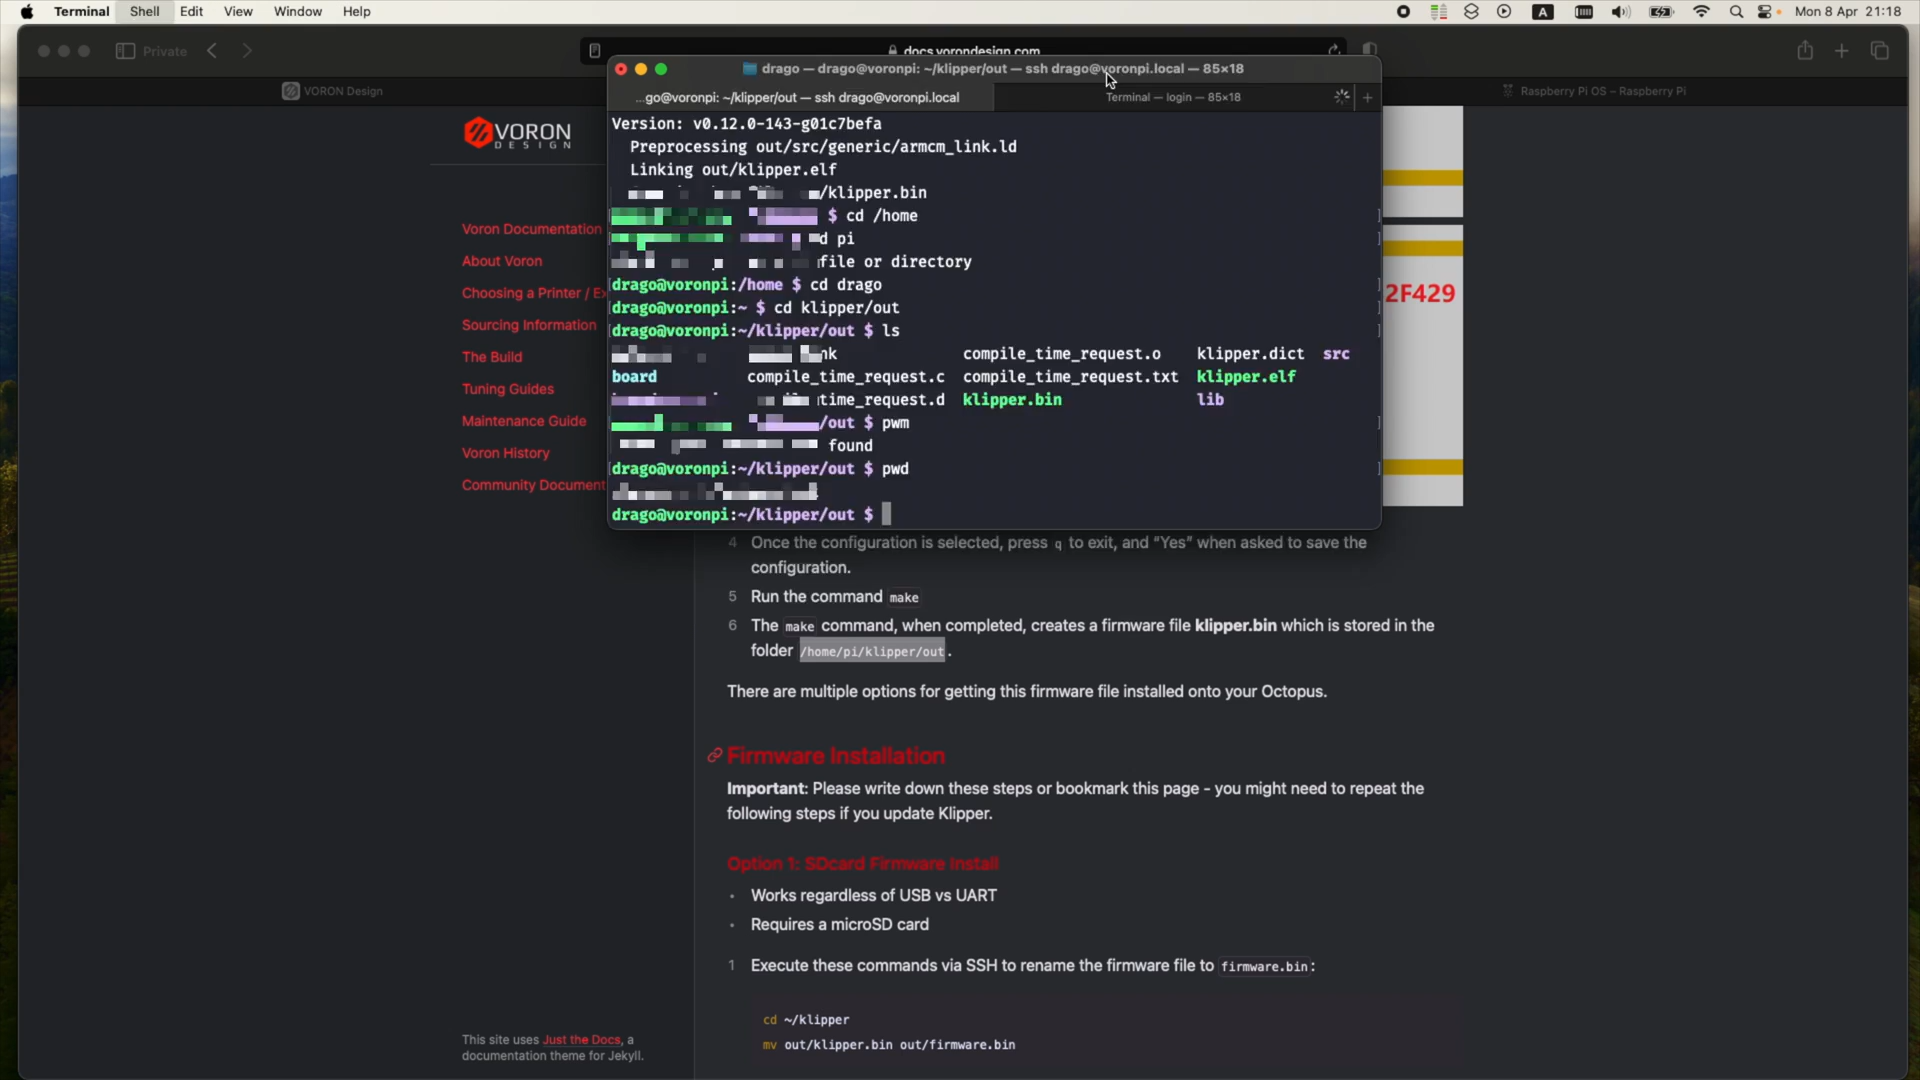 Terminal Shell Edit View Window Help
A
Mon 8 Apr 21:18
Private
docs.vorondesign.com
VORON Design
Raspberry Pi OS – Raspberry Pi
drago — drago@voronpi: ~/klipper/out — ssh drago@voronpi.local — 85×18
...go@voronpi: ~/klipper/out — ssh drago@voronpi.local
Terminal — login — 85×18
Version: v0.12.0-143-g01c7befa
Preprocessing out/src/generic/armcm_link.ld
Linking out/klipper.elf
/klipper.bin
$ cd /home
d pi
file or directory
drago@voronpi:/home $ cd drago
drago@voronpi:~ $ cd klipper/out
drago@voronpi:~/klipper/out $ ls
nk compile_time_request.o klipper.dict src
board compile_time_request.c compile_time_request.txt klipper.elf
time_request.d klipper.bin lib
/out $ pwm
found
drago@voronpi:~/klipper/out $ pwd
drago@voronpi:~/klipper/out $
VORON
DESIGN
Voron Documentation
About Voron
Choosing a Printer / Ex
Sourcing Information
The Build
Tuning Guides
Maintenance Guide
Voron History
Community Document
2F429
4 Once the configuration is selected, press q to exit, and “Yes” when asked to save the
configuration.
5 Run the command make
6 The make command, when completed, creates a firmware file klipper.bin which is stored in the
folder /home/pi/klipper/out.
There are multiple options for getting this firmware file installed onto your Octopus.
Firmware Installation
Important: Please write down these steps or bookmark this page - you might need to repeat the
following steps if you update Klipper.
Option 1: SDcard Firmware Install
• Works regardless of USB vs UART
• Requires a microSD card
1 Execute these commands via SSH to rename the firmware file to firmware.bin:
cd ~/klipper
mv out/klipper.bin out/firmware.bin
This site uses Just the Docs, a
documentation theme for Jekyll.